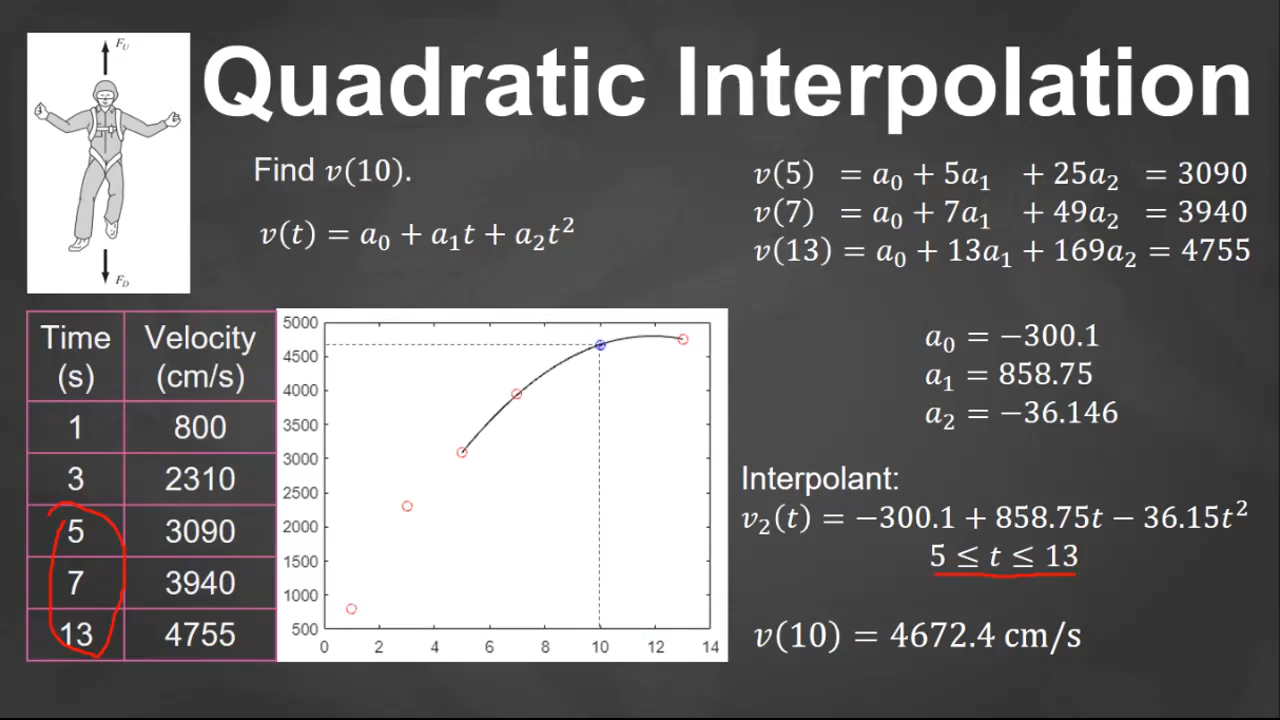 Quadratic Interpolation
F_U
F_D
Find v(10).
v(t) = a₀ + a₁t + a₂t²
v(5) = a₀ + 5a₁ + 25a₂ = 3090
v(7) = a₀ + 7a₁ + 49a₂ = 3940
v(13) = a₀ + 13a₁ + 169a₂ = 4755
Time (s) Velocity (cm/s)
1 800
3 2310
5 3090
7 3940
13 4755
5000
4500
4000
3500
3000
2500
2000
1500
1000
500
0 2 4 6 8 10 12 14
a₀ = −300.1
a₁ = 858.75
a₂ = −36.146
Interpolant:
v₂(t) = −300.1 + 858.75t − 36.15t²
5 ≤ t ≤ 13
v(10) = 4672.4 cm/s